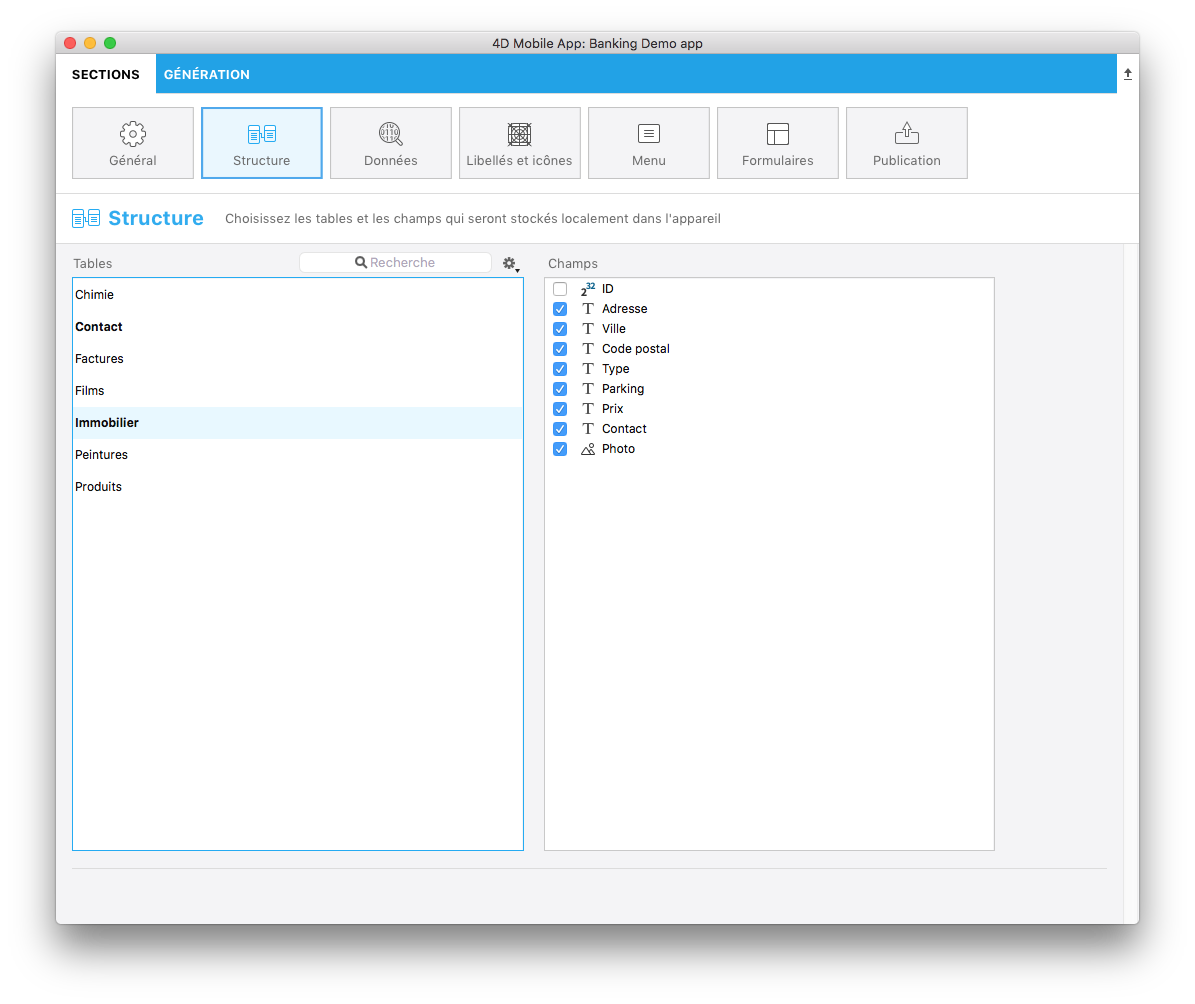 4D Mobile App: Banking Demo app
SECTIONS GÉNÉRATION
Général Structure Données Libellés et icônes Menu Formulaires Publication
Structure Choisissez les tables et les champs qui seront stockés localement dans l'appareil
Tables Recherche
Chimie
Contact
Factures
Films
Immobilier
Peintures
Produits
Champs
2³² ID
T Adresse
T Ville
T Code postal
T Type
T Parking
T Prix
T Contact
Photo